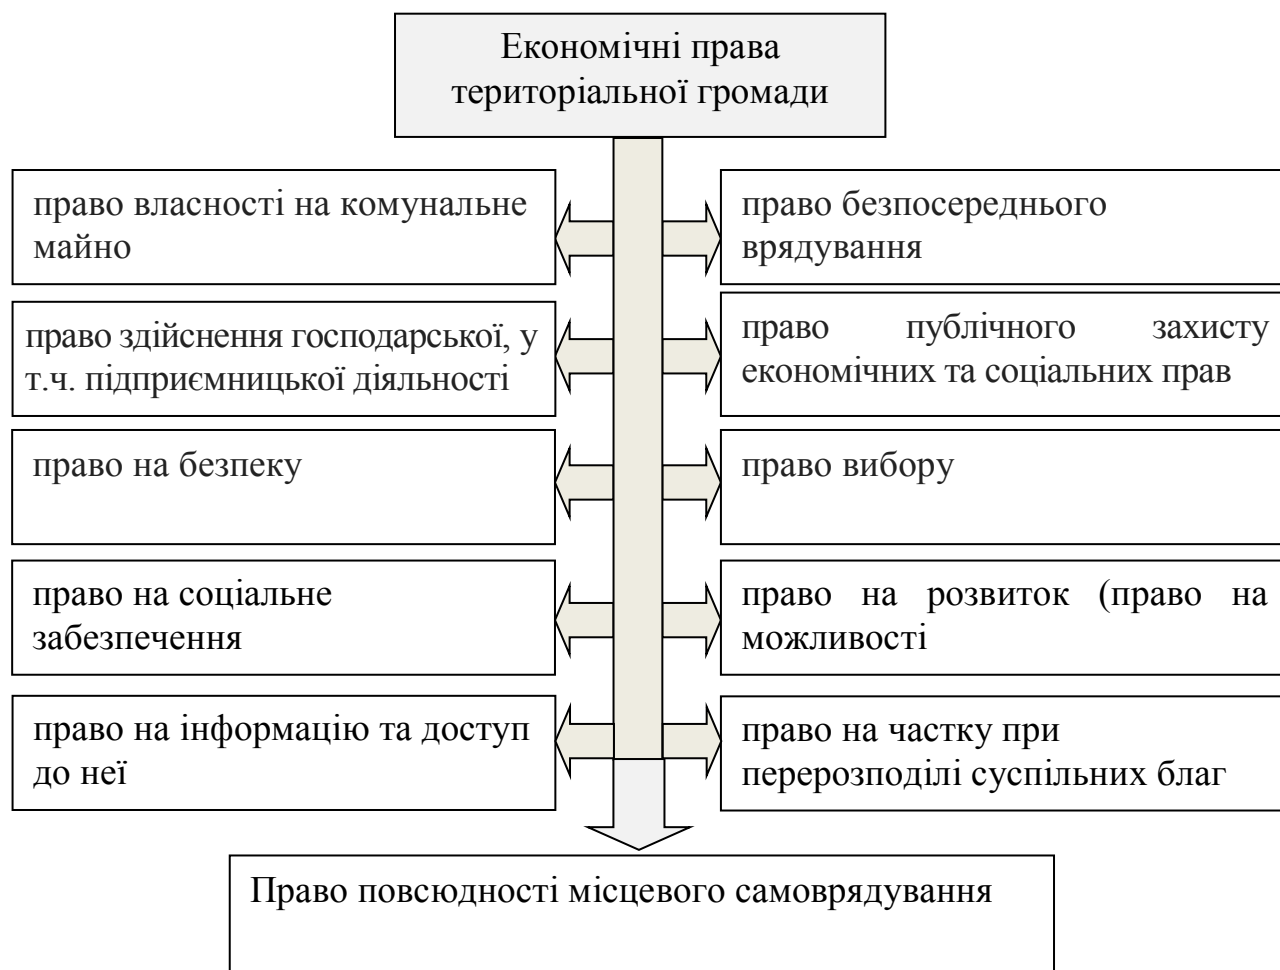 Економічні права
територіальної громади
право власності на комунальне
майно
право безпосереднього
врядування
право здійснення господарської, у
т.ч. підприємницької діяльності
право публічного захисту
економічних та соціальних прав
право на безпеку
право вибору
право на соціальне
забезпечення
право на розвиток (право на
можливості
право на інформацію та доступ
до неї
право на частку при
перерозподілі суспільних благ
Право повсюдності місцевого самоврядування